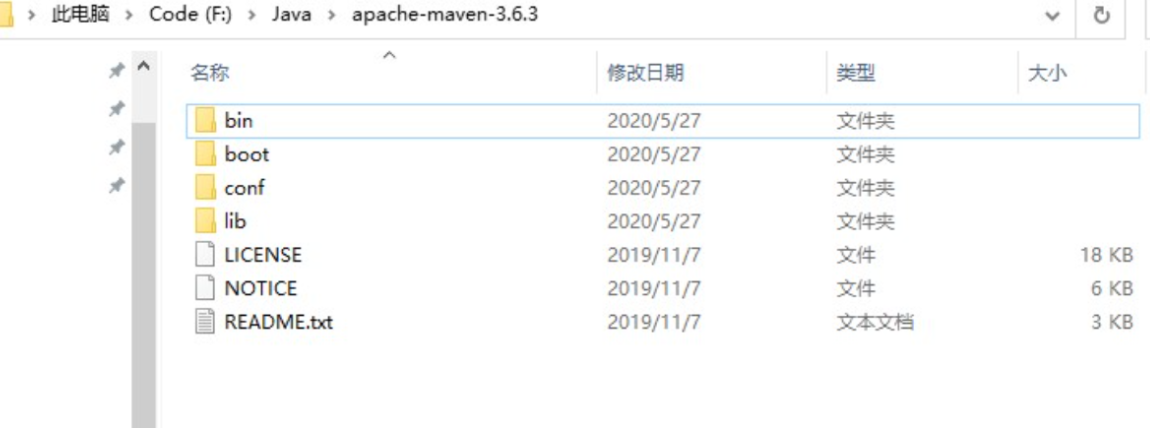 此电脑 > Code (F:) > Java > apache-maven-3.6.3
名称 修改日期 类型 大小
bin 2020/5/27 文件夹
boot 2020/5/27 文件夹
conf 2020/5/27 文件夹
lib 2020/5/27 文件夹
LICENSE 2019/11/7 文件 18 KB
NOTICE 2019/11/7 文件 6 KB
README.txt 2019/11/7 文本文档 3 KB